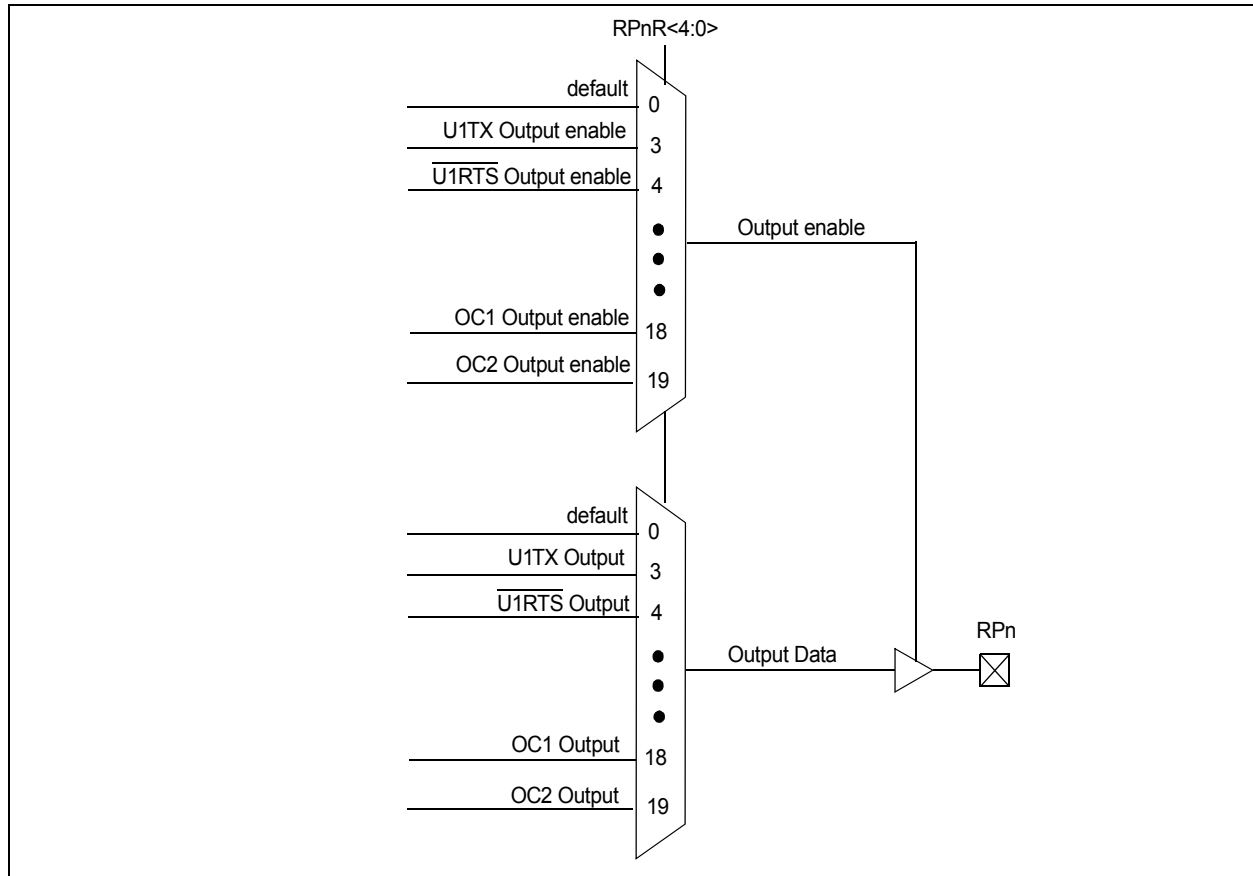 RPnR<4:0>
default
0
U1TX Output enable
3
U1RTS Output enable
4
Output enable
OC1 Output enable
18
OC2 Output enable
19
default
0
U1TX Output
3
U1RTS Output
4
RPn
Output Data
OC1 Output
18
OC2 Output
19